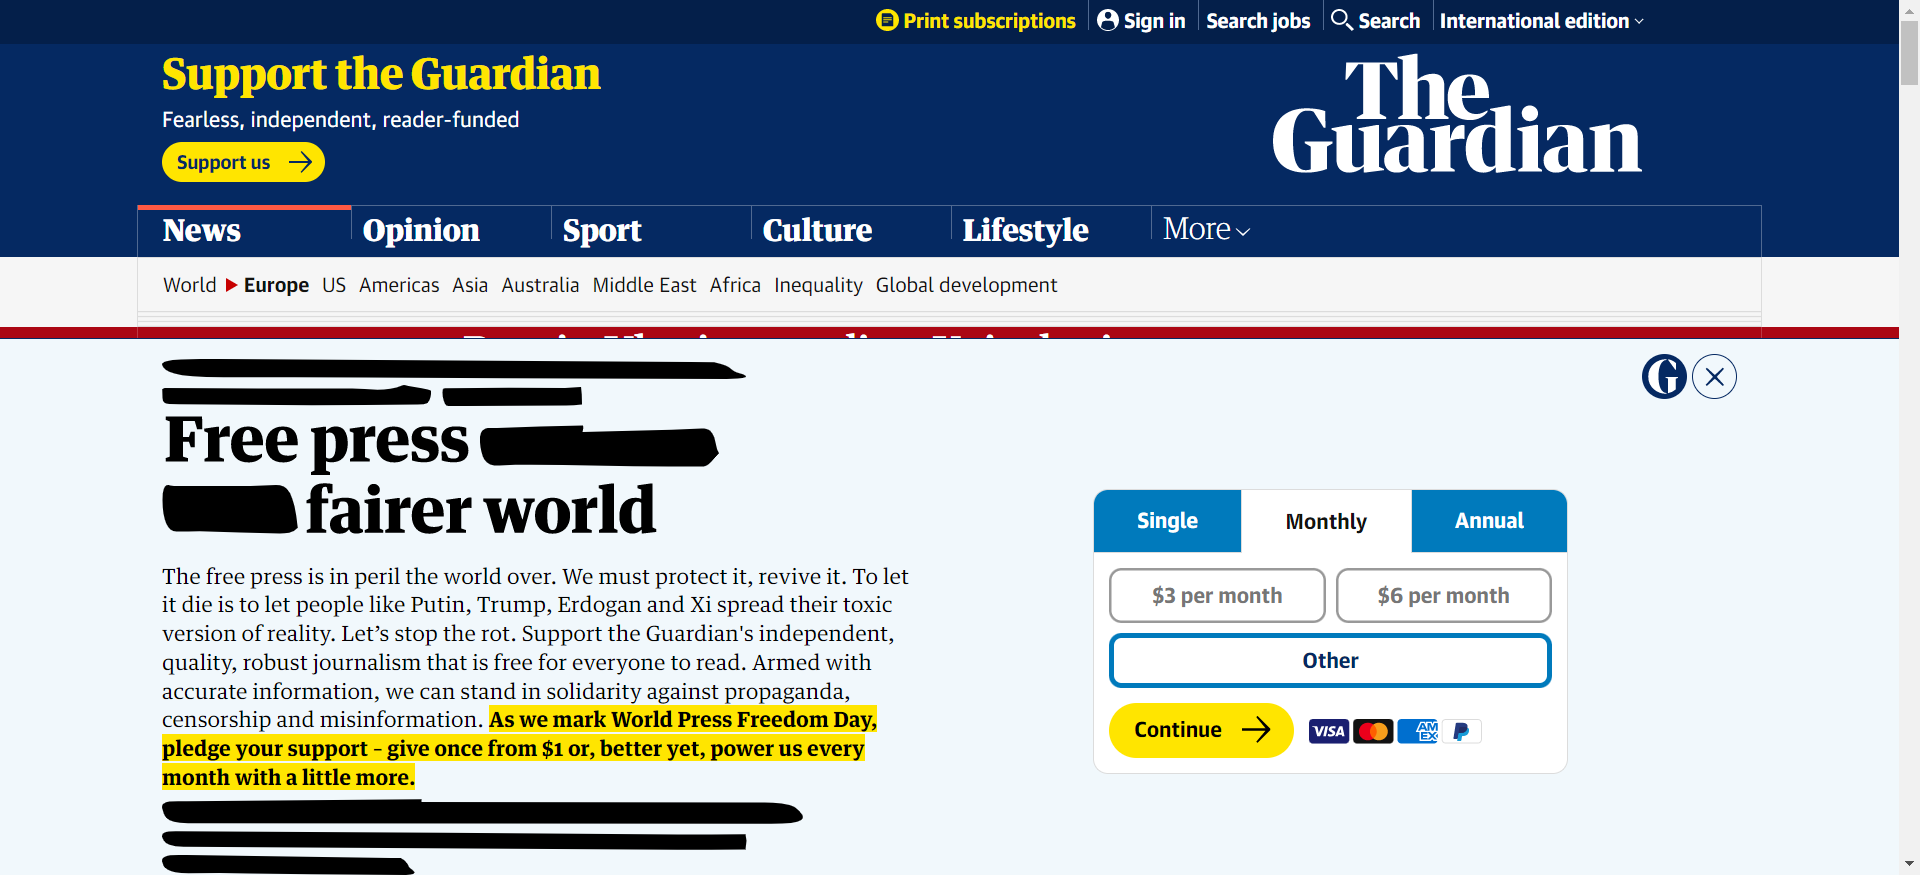 Print subscriptions
Sign in
Search jobs
Search
International edition
Support the Guardian
Fearless, independent, reader-funded
Support us
The
Guardian
News
Opinion
Sport
Culture
Lifestyle
More
World
Europe
US
Americas
Asia
Australia
Middle East
Africa
Inequality
Global development
Free press
fairer world
The free press is in peril the world over. We must protect it, revive it. To let
it die is to let people like Putin, Trump, Erdogan and Xi spread their toxic
version of reality. Let’s stop the rot. Support the Guardian's independent,
quality, robust journalism that is free for everyone to read. Armed with
accurate information, we can stand in solidarity against propaganda,
censorship and misinformation. As we mark World Press Freedom Day,
pledge your support – give once from $1 or, better yet, power us every
month with a little more.
G
Single
Monthly
Annual
$3 per month
$6 per month
Other
Continue
VISA
AM
EX